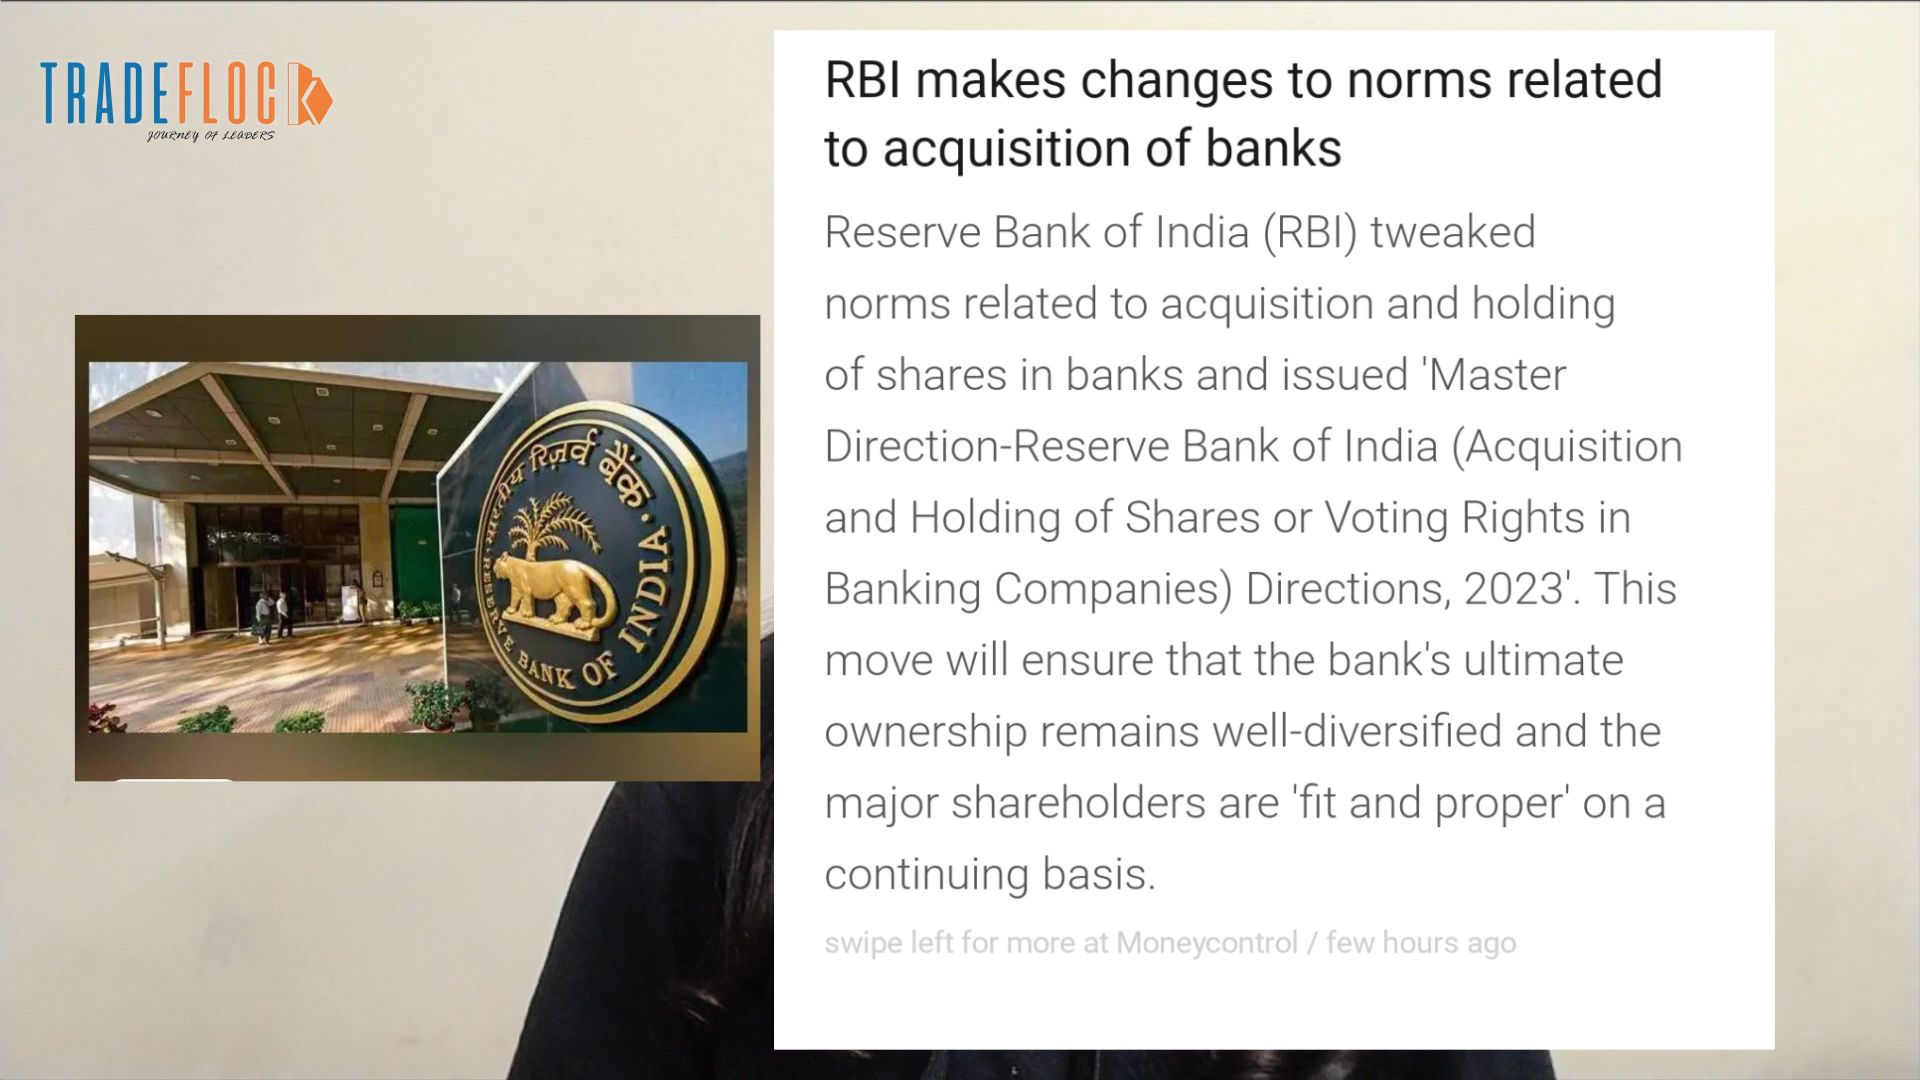 TRADEFLOCK
JOURNEY OF LEADERS
RBI makes changes to norms related
to acquisition of banks
Reserve Bank of India (RBI) tweaked
norms related to acquisition and holding
of shares in banks and issued 'Master
Direction-Reserve Bank of India (Acquisition
and Holding of Shares or Voting Rights in
Banking Companies) Directions, 2023'. This
move will ensure that the bank's ultimate
ownership remains well-diversified and the
major shareholders are 'fit and proper' on a
continuing basis.
swipe left for more at Moneycontrol / few hours ago
भारतीय रिज़र्व बैंक
RESERVE BANK OF INDIA